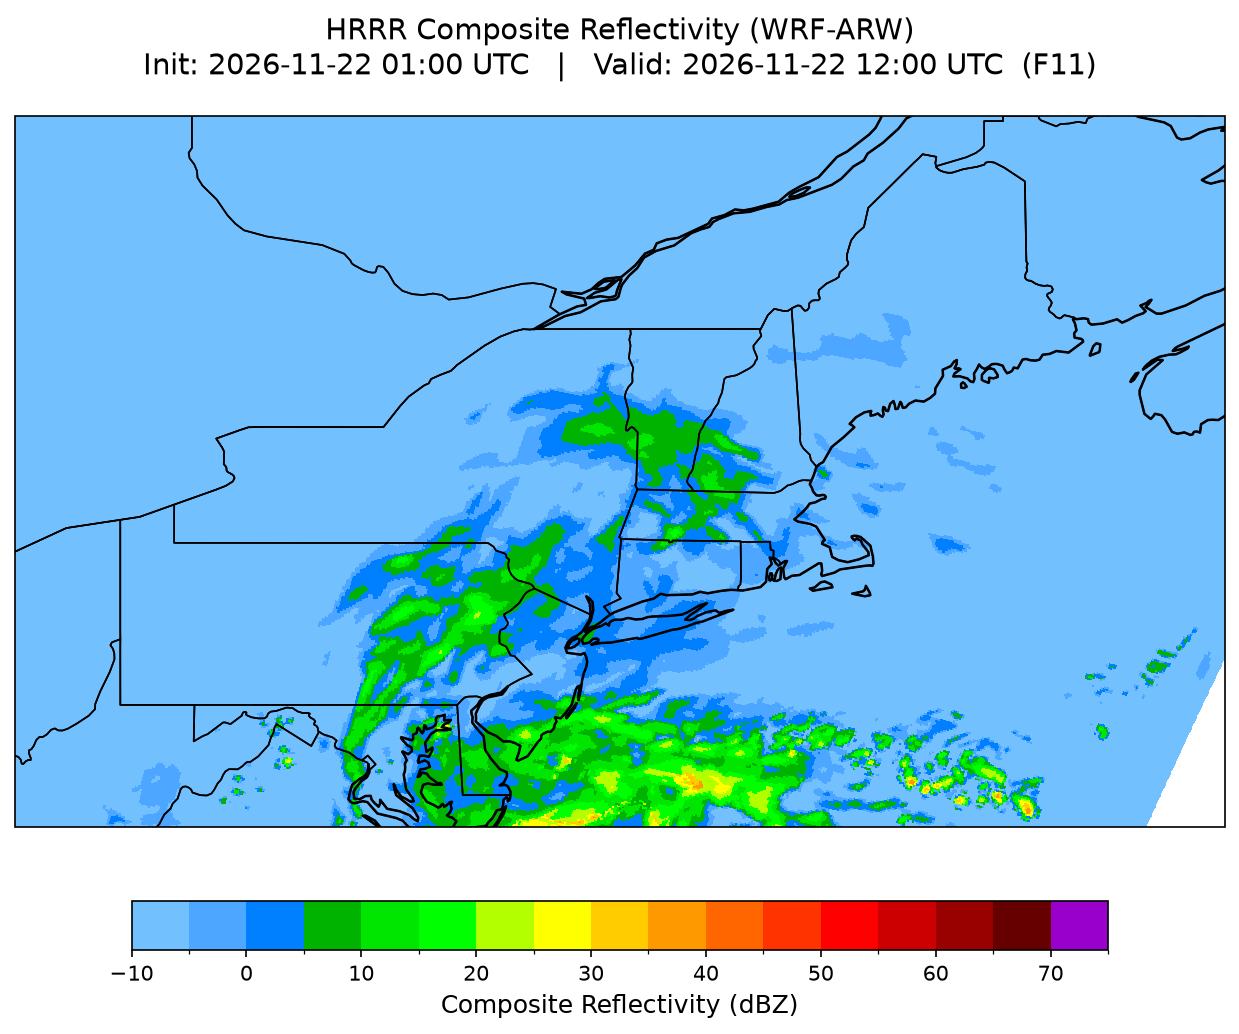 HRRR Composite Reflectivity (WRF-ARW)
Init: 2026-11-22 01:00 UTC   |   Valid: 2026-11-22 12:00 UTC  (F11)
−10 0 10 20 30 40 50 60 70
Composite Reflectivity (dBZ)